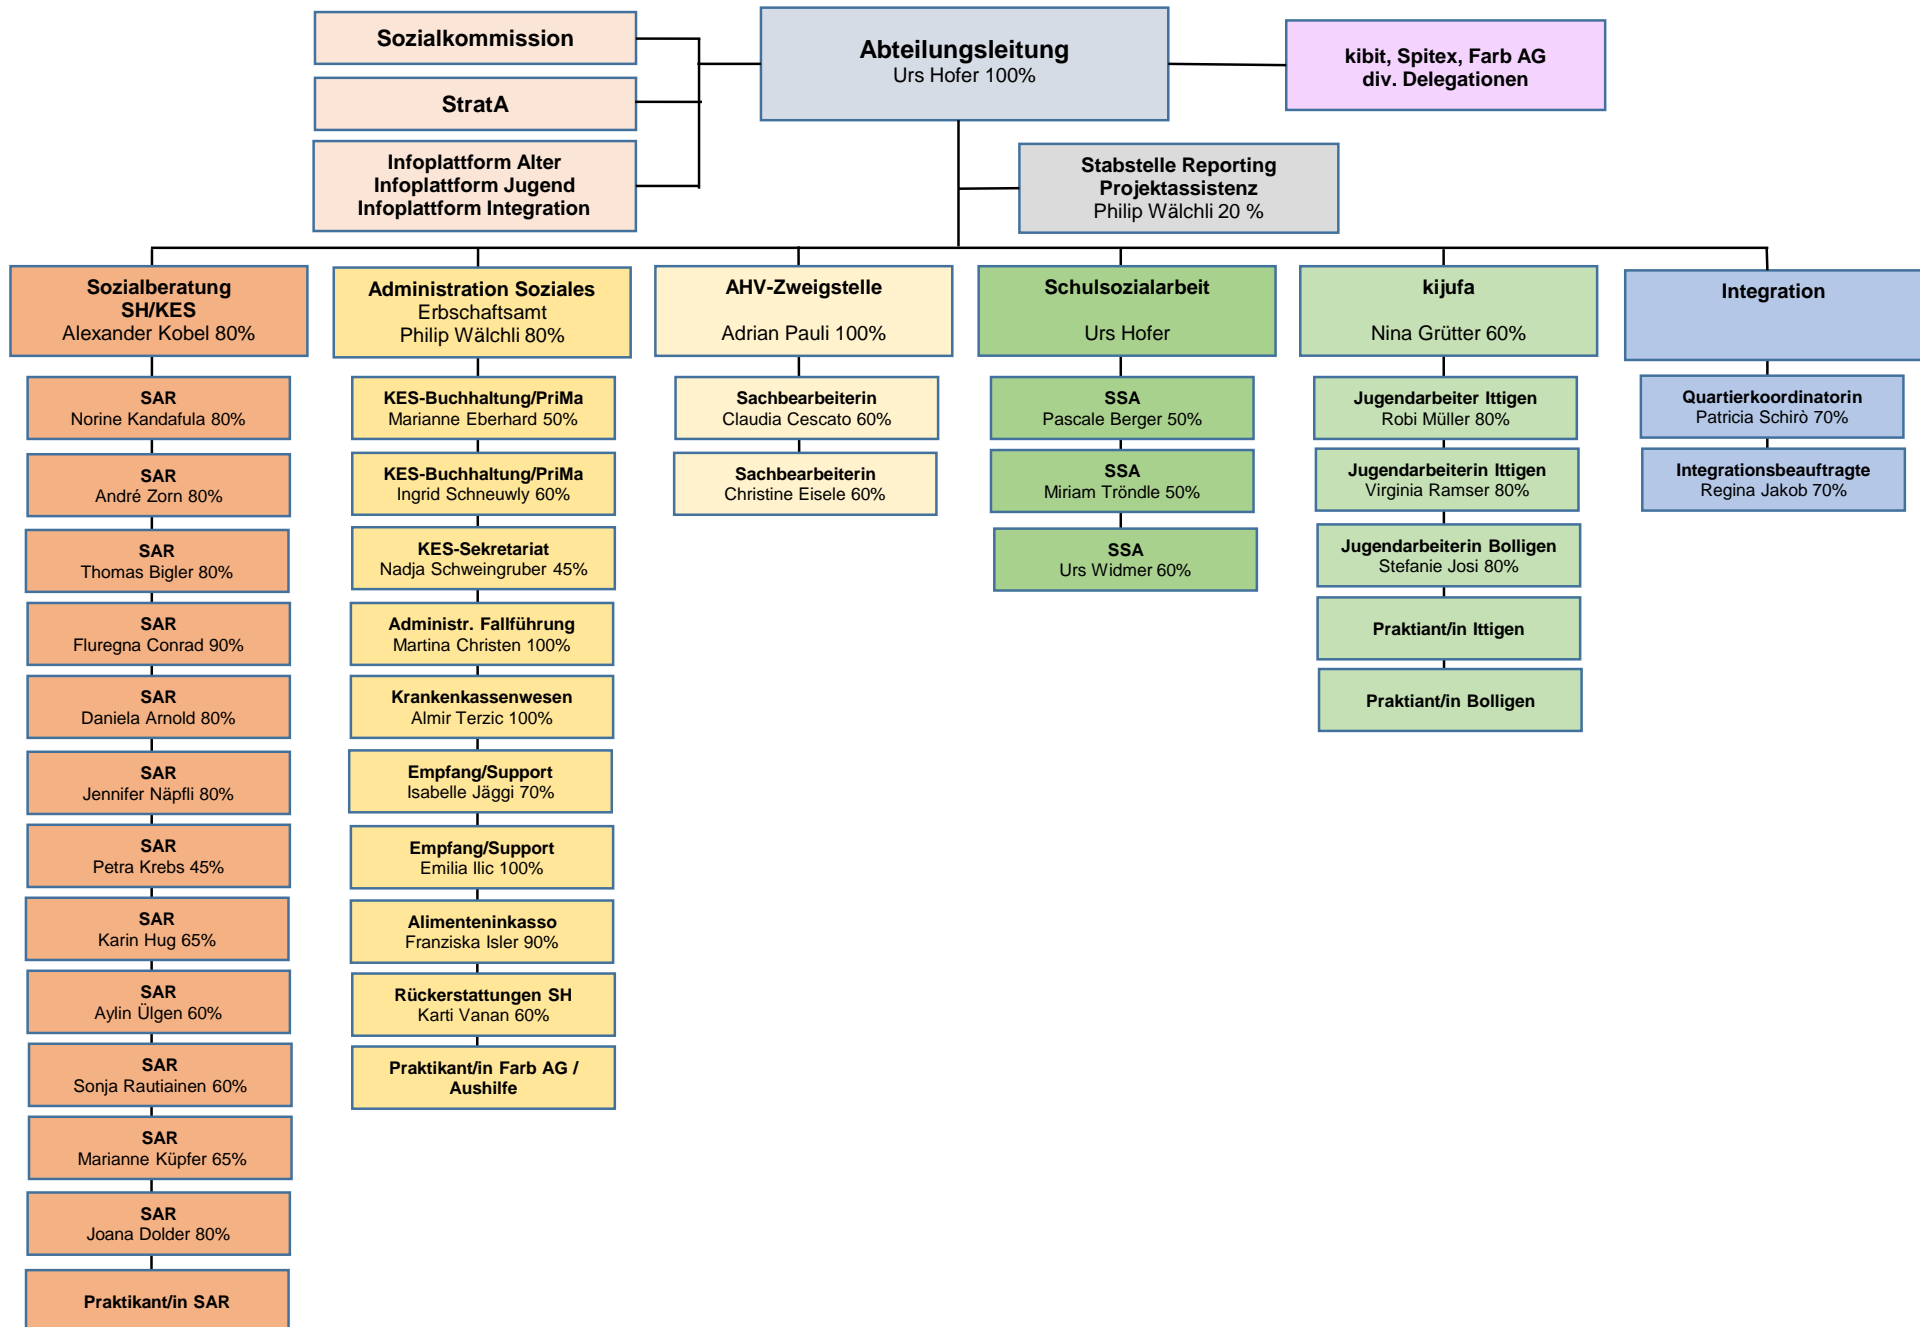 Sozialkommission
StratA
Infoplattform Alter
Infoplattform Jugend
Infoplattform Integration
Abteilungsleitung
Urs Hofer 100%
kibit, Spitex, Farb AG
div. Delegationen
Stabstelle Reporting
Projektassistenz
Philip Wälchli 20 %
Sozialberatung
SH/KES
Alexander Kobel 80%
SAR
Norine Kandafula 80%
SAR
André Zorn 80%
SAR
Thomas Bigler 80%
SAR
Fluregna Conrad 90%
SAR
Daniela Arnold 80%
SAR
Jennifer Näpfli 80%
SAR
Petra Krebs 45%
SAR
Karin Hug 65%
SAR
Aylin Ülgen 60%
SAR
Sonja Rautiainen 60%
SAR
Marianne Küpfer 65%
SAR
Joana Dolder 80%
Praktikant/in SAR
Administration Soziales
Erbschaftsamt
Philip Wälchli 80%
KES-Buchhaltung/PriMa
Marianne Eberhard 50%
KES-Buchhaltung/PriMa
Ingrid Schneuwly 60%
KES-Sekretariat
Nadja Schweingruber 45%
Administr. Fallführung
Martina Christen 100%
Krankenkassenwesen
Almir Terzic 100%
Empfang/Support
Isabelle Jäggi 70%
Empfang/Support
Emilia Ilic 100%
Alimenteninkasso
Franziska Isler 90%
Rückerstattungen SH
Karti Vanan 60%
Praktikant/in Farb AG /
Aushilfe
AHV-Zweigstelle
Adrian Pauli 100%
Sachbearbeiterin
Claudia Cescato 60%
Sachbearbeiterin
Christine Eisele 60%
Schulsozialarbeit
Urs Hofer
SSA
Pascale Berger 50%
SSA
Miriam Tröndle 50%
SSA
Urs Widmer 60%
kijufa
Nina Grütter 60%
Jugendarbeiter Ittigen
Robi Müller 80%
Jugendarbeiterin Ittigen
Virginia Ramser 80%
Jugendarbeiterin Bolligen
Stefanie Josi 80%
Praktiant/in Ittigen
Praktiant/in Bolligen
Integration
Quartierkoordinatorin
Patricia Schirò 70%
Integrationsbeauftragte
Regina Jakob 70%